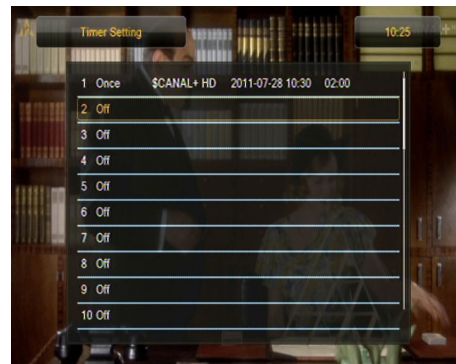 Timer Setting
10:25
1 Once $CANAL+ HD 2011-07-28 10:30 02:00
2 Off
3 Off
4 Off
5 Off
6 Off
7 Off
8 Off
9 Off
10 Off